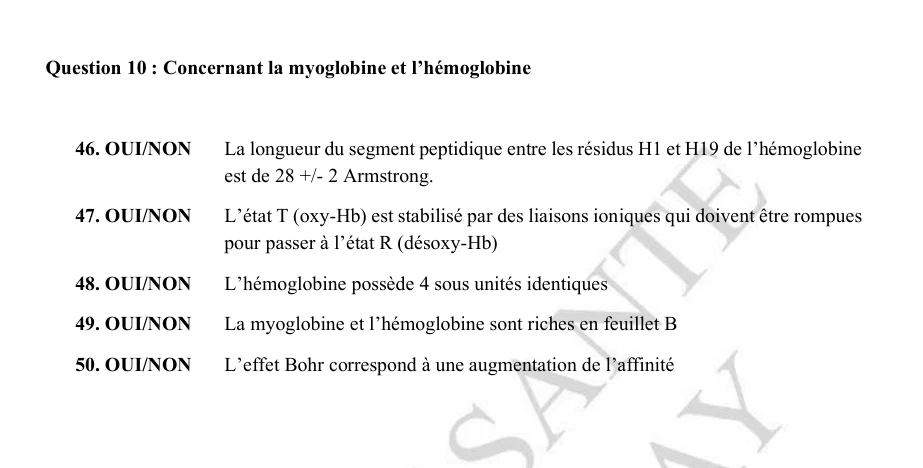 Question 10 : Concernant la myoglobine et l’hémoglobine
46. OUI/NON La longueur du segment peptidique entre les résidus H1 et H19 de l’hémoglobine
est de 28 +/- 2 Armstrong.
47. OUI/NON L’état T (oxy-Hb) est stabilisé par des liaisons ioniques qui doivent être rompues
pour passer à l’état R (désoxy-Hb)
48. OUI/NON L’hémoglobine possède 4 sous unités identiques
49. OUI/NON La myoglobine et l’hémoglobine sont riches en feuillet B
50. OUI/NON L’effet Bohr correspond à une augmentation de l’affinité
SANTE
AY